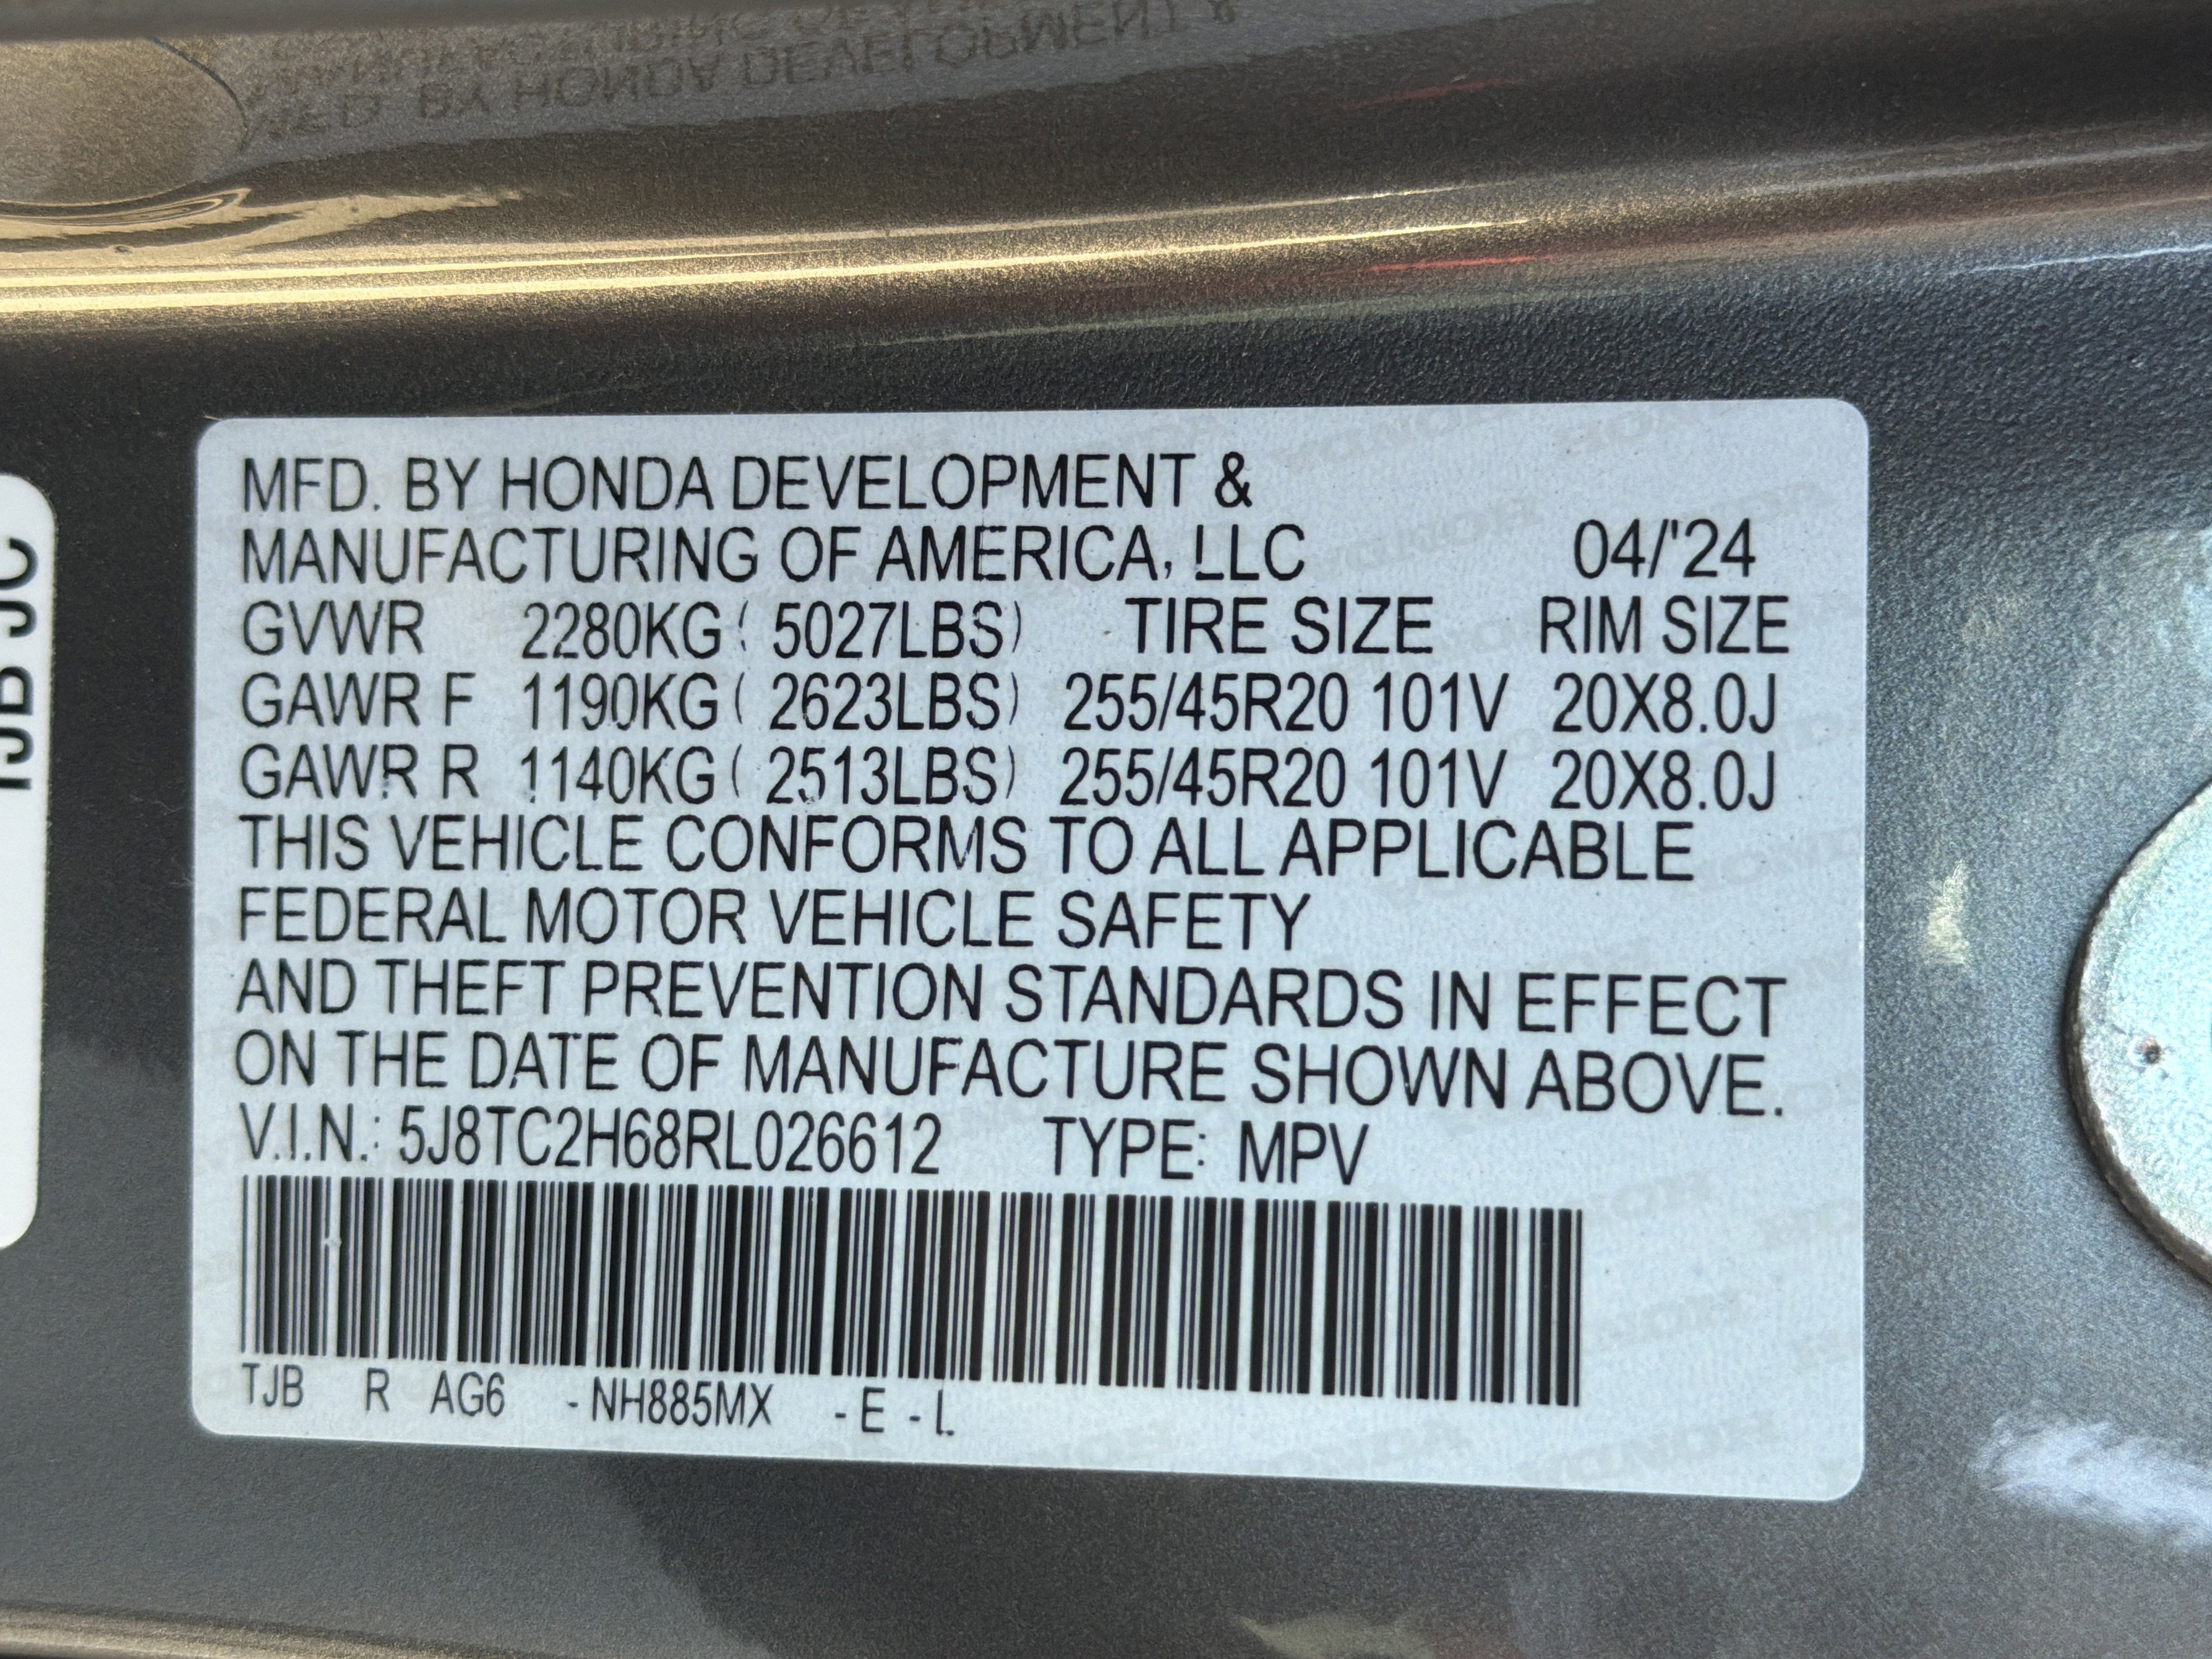 MFD. BY HONDA DEVELOPMENT &
MANUFACTURING OF AMERICA, LLC 04/'24
GVWR 2280KG ( 5027LBS) TIRE SIZE RIM SIZE
GAWR F 1190KG ( 2623LBS) 255/45R20 101V 20X8.0J
GAWR R 1140KG ( 2513LBS) 255/45R20 101V 20X8.0J
THIS VEHICLE CONFORMS TO ALL APPLICABLE
FEDERAL MOTOR VEHICLE SAFETY
AND THEFT PREVENTION STANDARDS IN EFFECT
ON THE DATE OF MANUFACTURE SHOWN ABOVE.
V.I.N.: 5J8TC2H68RL026612 TYPE: MPV
TJB R AG6 -NH885MX -E -L
TJB JC